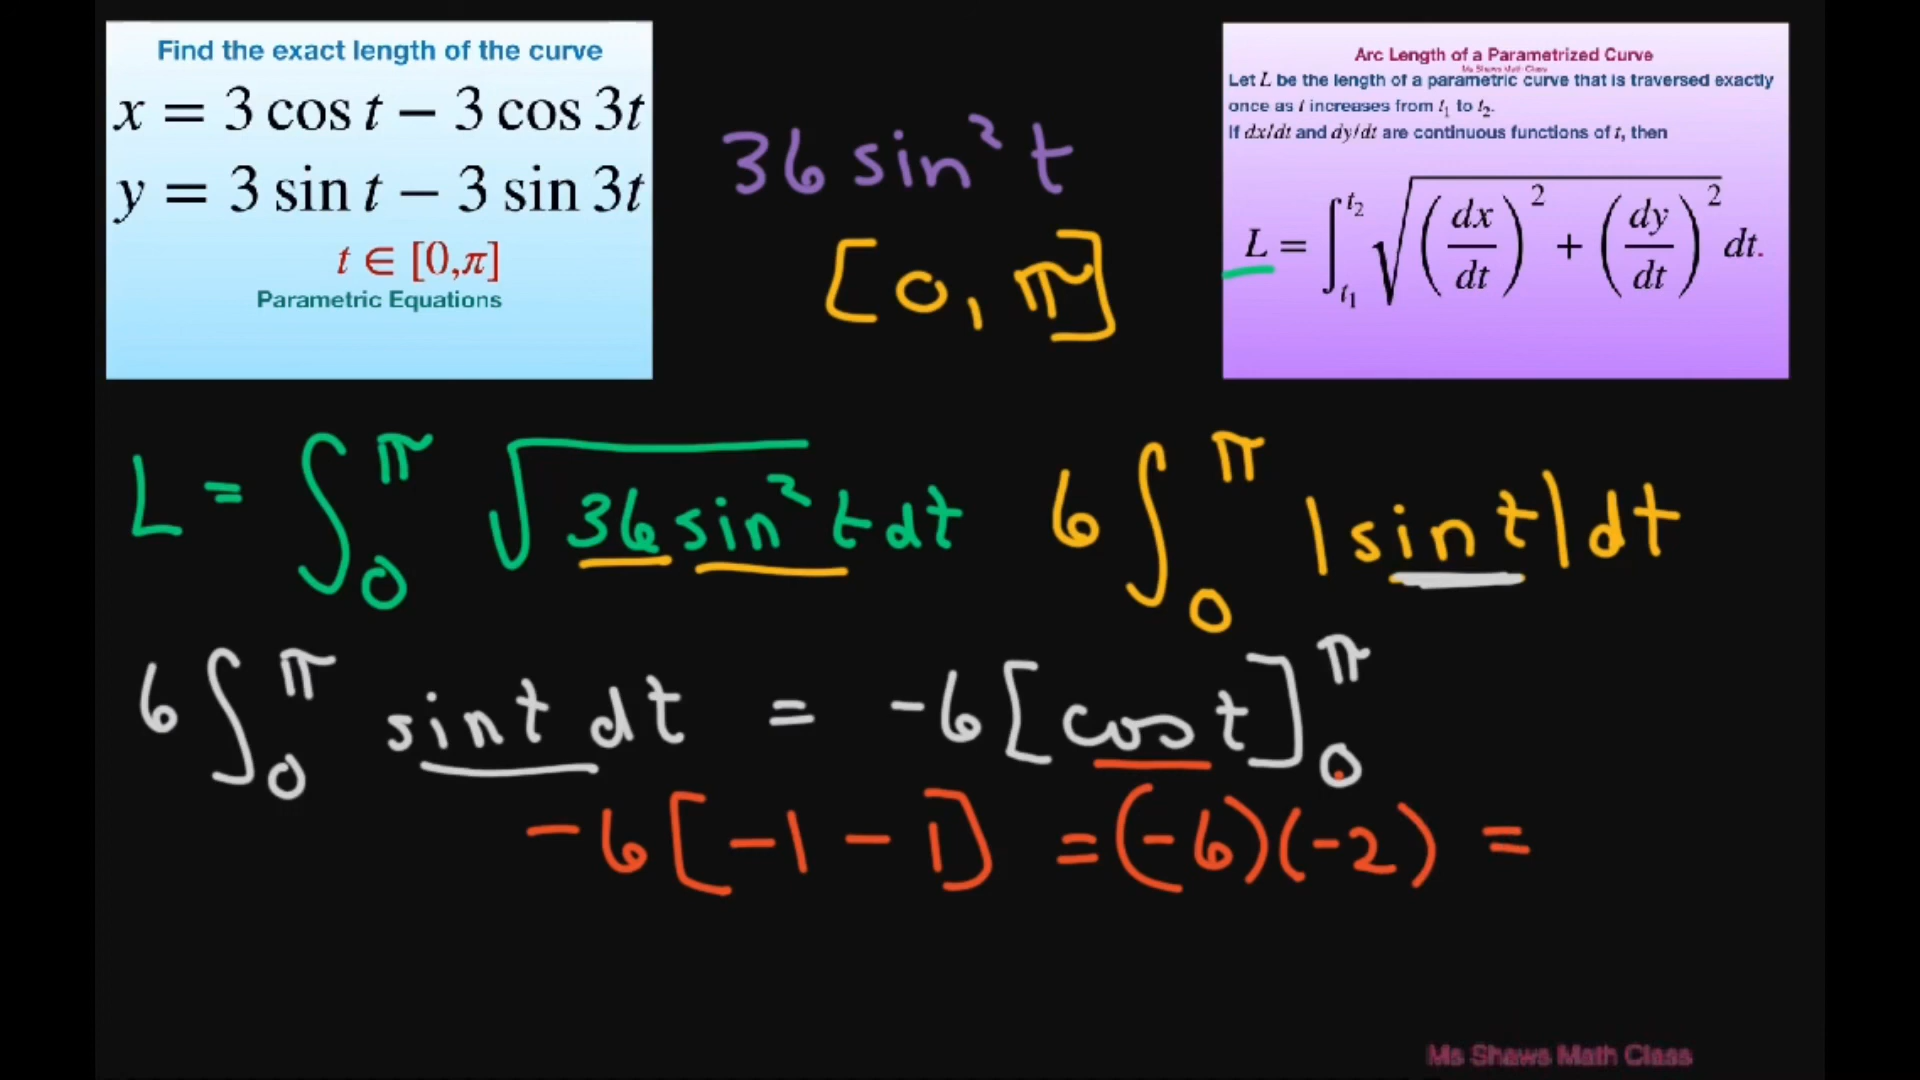 Find the exact length of the curve
x = 3 cos t − 3 cos 3t
y = 3 sin t − 3 sin 3t
t ∈ [0,π]
Parametric Equations
36 sin² t
[0, π]
Arc Length of a Parametrized Curve
Ms Shaws Math Class
Let L be the length of a parametric curve that is traversed exactly
once as t increases from t₁ to t₂.
If dx/dt and dy/dt are continuous functions of t, then
L = ∫_{t₁}^{t₂} √((dx/dt)² + (dy/dt)²) dt.
L = ∫₀^π √(36 sin² t) dt 6 ∫₀^π |sin t| dt
6 ∫₀^π sin t dt = -6 [cos t]₀^π
-6 [-1 - 1] = (-6)(-2) =
Ms Shaws Math Class